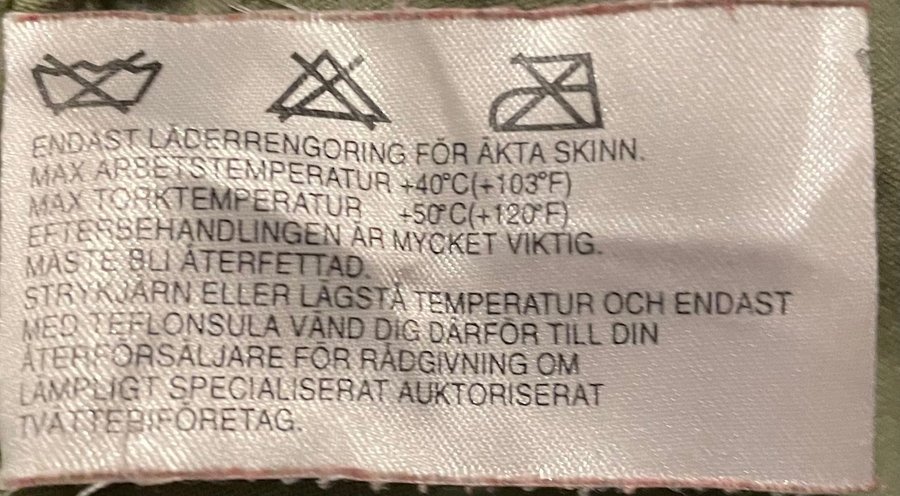 ENDAST LÄDERRENGORING FÖR ÄKTA SKINN.
MAX ARBETSTEMPERATUR +40°C(+103°F)
MAX TORKTEMPERATUR +50°C(+120°F)
EFTERBEHANDLINGEN ÄR MYCKET VIKTIG.
MÅSTE BLI ÅTERFETTAD.
STRYKJÄRN ELLER LÄGSTA TEMPERATUR OCH ENDAST
MED TEFLONSULA VÄND DIG DÄRFÖR TILL DIN
ÅTERFÖRSÄLJARE FÖR RÅDGIVNING OM
LÄMPLIGT SPECIALISERAT AUKTORISERAT
TVÄTTERIFÖRETAG.